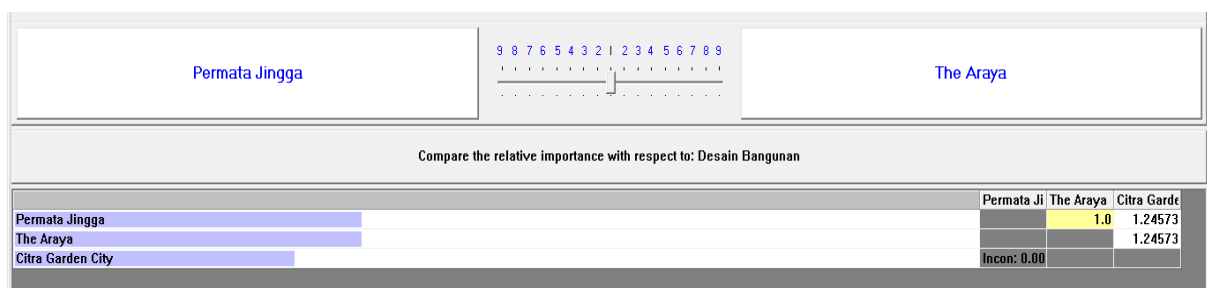 Permata Jingga
9 8 7 6 5 4 3 2 1 2 3 4 5 6 7 8 9
The Araya
Compare the relative importance with respect to: Desain Bangunan
Permata Ji The Araya Citra Garde
Permata Jingga 1.0 1.24573
The Araya 1.24573
Citra Garden City Incon: 0.00